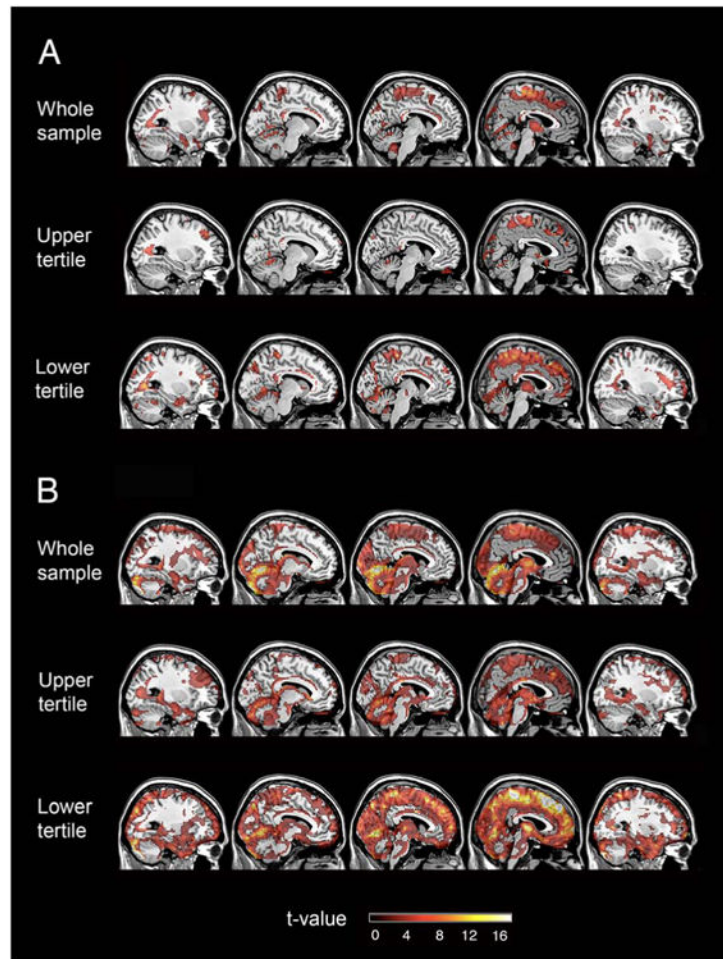 A
Whole
sample
Upper
tertile
Lower
tertile
B
Whole
sample
Upper
tertile
Lower
tertile
t-value
0 4 8 12 16